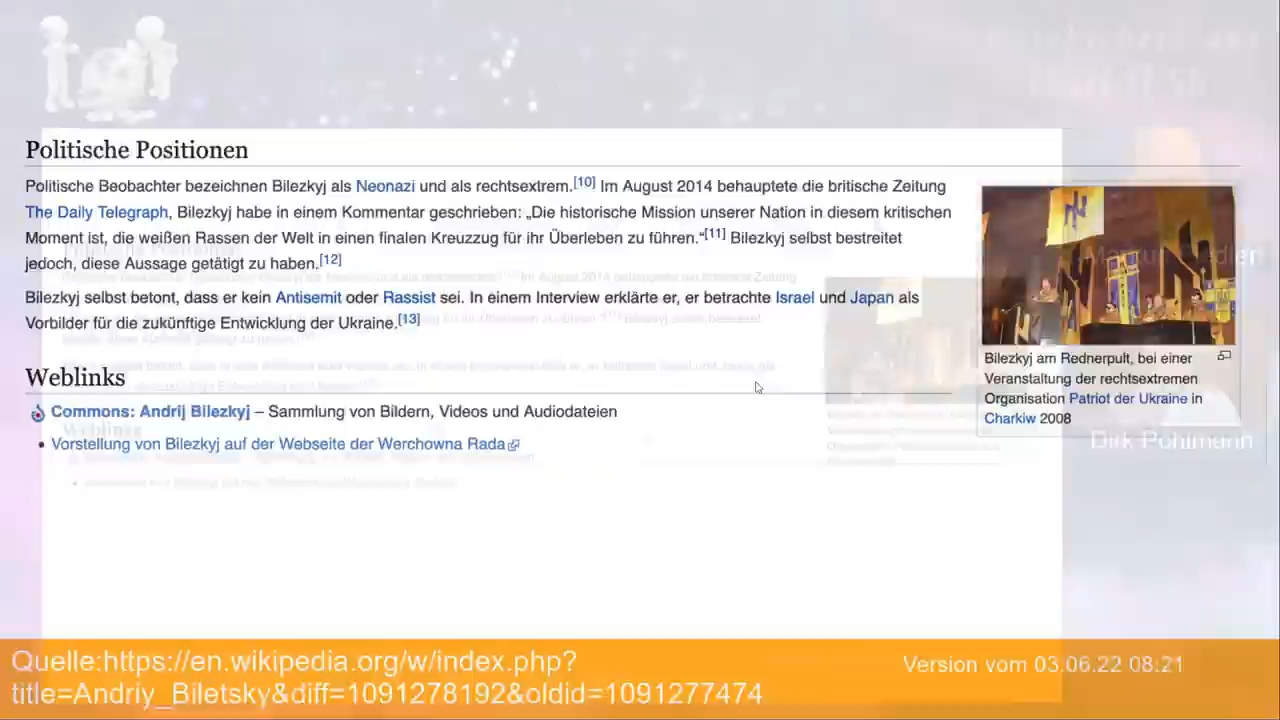 Politische Positionen
Politische Beobachter bezeichnen Bilezkyj als Neonazi und als rechtsextrem.[10] Im August 2014 behauptete die britische Zeitung
The Daily Telegraph, Bilezkyj habe in einem Kommentar geschrieben: „Die historische Mission unserer Nation in diesem kritischen
Moment ist, die weißen Rassen der Welt in einen finalen Kreuzzug für ihr Überleben zu führen.“[11] Bilezkyj selbst bestreitet
jedoch, diese Aussage getätigt zu haben.[12]
Bilezkyj selbst betont, dass er kein Antisemit oder Rassist sei. In einem Interview erklärte er, er betrachte Israel und Japan als
Vorbilder für die zukünftige Entwicklung der Ukraine.[13]
Bilezkyj am Rednerpult, bei einer
Veranstaltung der rechtsextremen
Organisation Patriot der Ukraine in
Charkiw 2008
Weblinks
Commons: Andrij Bilezkyj – Sammlung von Bildern, Videos und Audiodateien
• Vorstellung von Bilezkyj auf der Webseite der Werchowna Rada
Dirk Pohlmann
Quelle:https://en.wikipedia.org/w/index.php?
title=Andriy_Biletsky&diff=1091278192&oldid=1091277474
Version vom 03.06.22 08:21